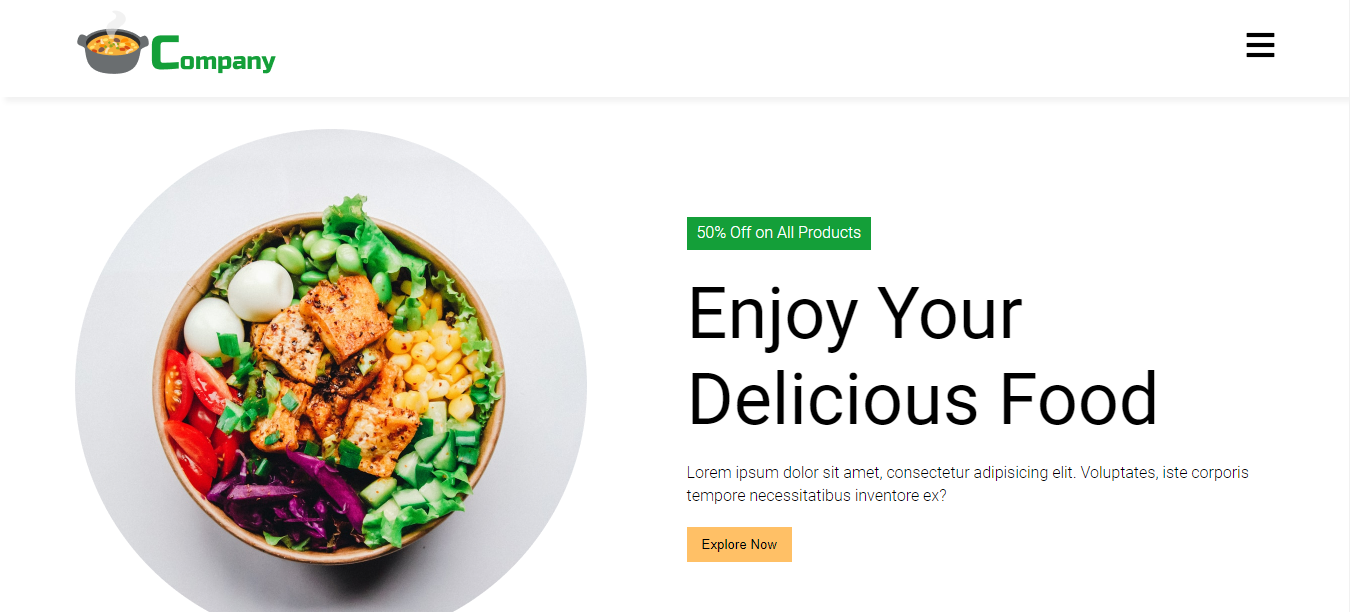 Company
50% Off on All Products
Enjoy Your
Delicious Food
Lorem ipsum dolor sit amet, consectetur adipisicing elit. Voluptates, iste corporis
tempore necessitatibus inventore ex?
Explore Now